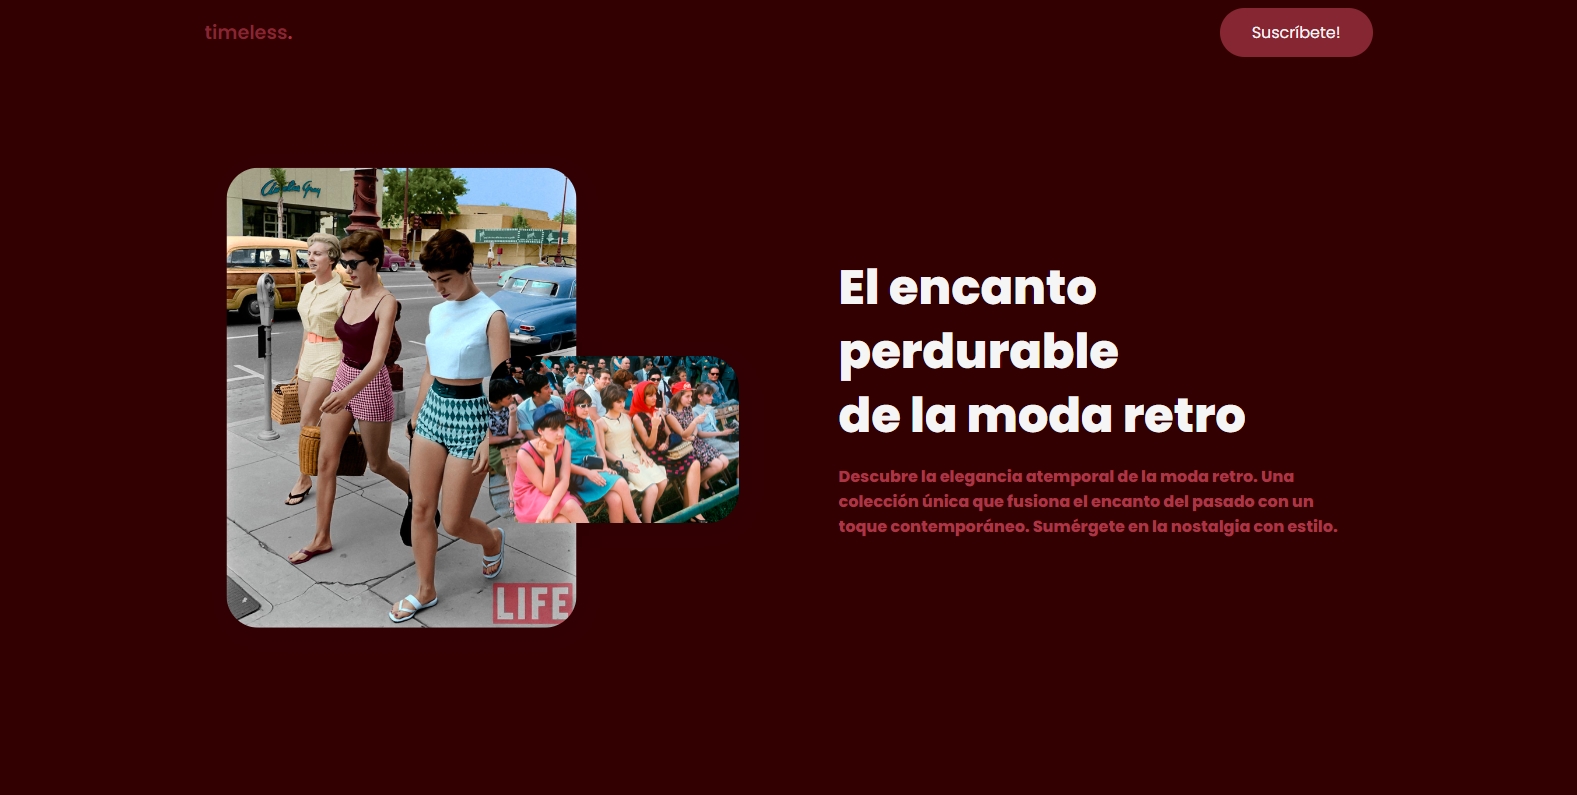 timeless.
Suscríbete!
El encanto
perdurable
de la moda retro
Descubre la elegancia atemporal de la moda retro. Una
colección única que fusiona el encanto del pasado con un
toque contemporáneo. Sumérgete en la nostalgia con estilo.
LIFE